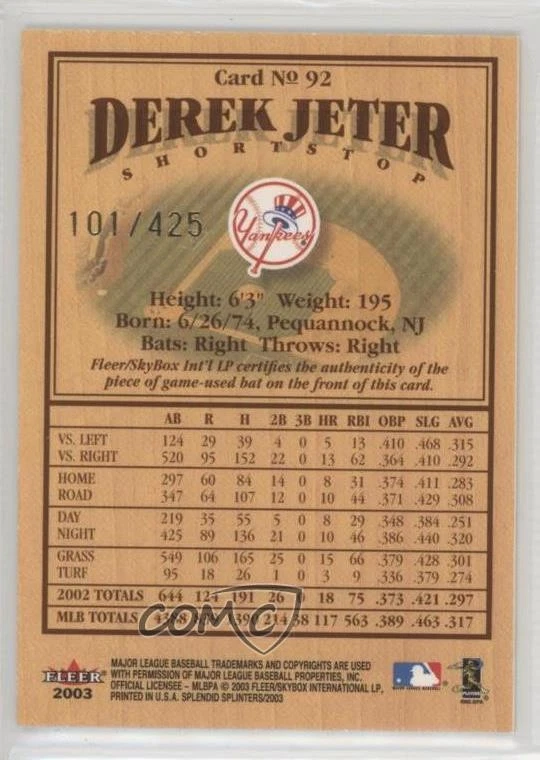 Card No 92
DEREK JETER
SHORTSTOP
101/425
Yankees
Height: 6'3" Weight: 195
Born: 6/26/74, Pequannock, NJ
Bats: Right Throws: Right
Fleer/SkyBox Int'l LP certifies the authenticity of the
piece of game-used bat on the front of this card.
AB R H 2B 3B HR RBI OBP SLG AVG
VS. LEFT 124 29 39 4 0 5 13 .410 .468 .315
VS. RIGHT 520 95 152 22 0 13 62 .364 .410 .292
HOME 297 60 84 14 0 8 31 .374 .411 .283
ROAD 347 64 107 12 0 10 44 .371 .429 .308
DAY 219 35 55 5 0 8 29 .348 .384 .251
NIGHT 425 89 136 21 0 10 46 .386 .440 .320
GRASS 549 106 165 25 0 15 66 .379 .428 .301
TURF 95 18 26 1 0 3 9 .336 .379 .274
2002 TOTALS 644 124 191 26 0 18 75 .373 .421 .297
MLB TOTALS 1390 214 38 117 563 .389 .463 .317
COMC
FLEER
2003
MAJOR LEAGUE BASEBALL TRADEMARKS AND COPYRIGHTS ARE USED
WITH PERMISSION OF MAJOR LEAGUE BASEBALL PROPERTIES, INC.
OFFICIAL LICENSEE - MLBPA © 2003 FLEER/SKYBOX INTERNATIONAL LP,
PRINTED IN U.S.A. SPLENDID SPLINTERS/2003